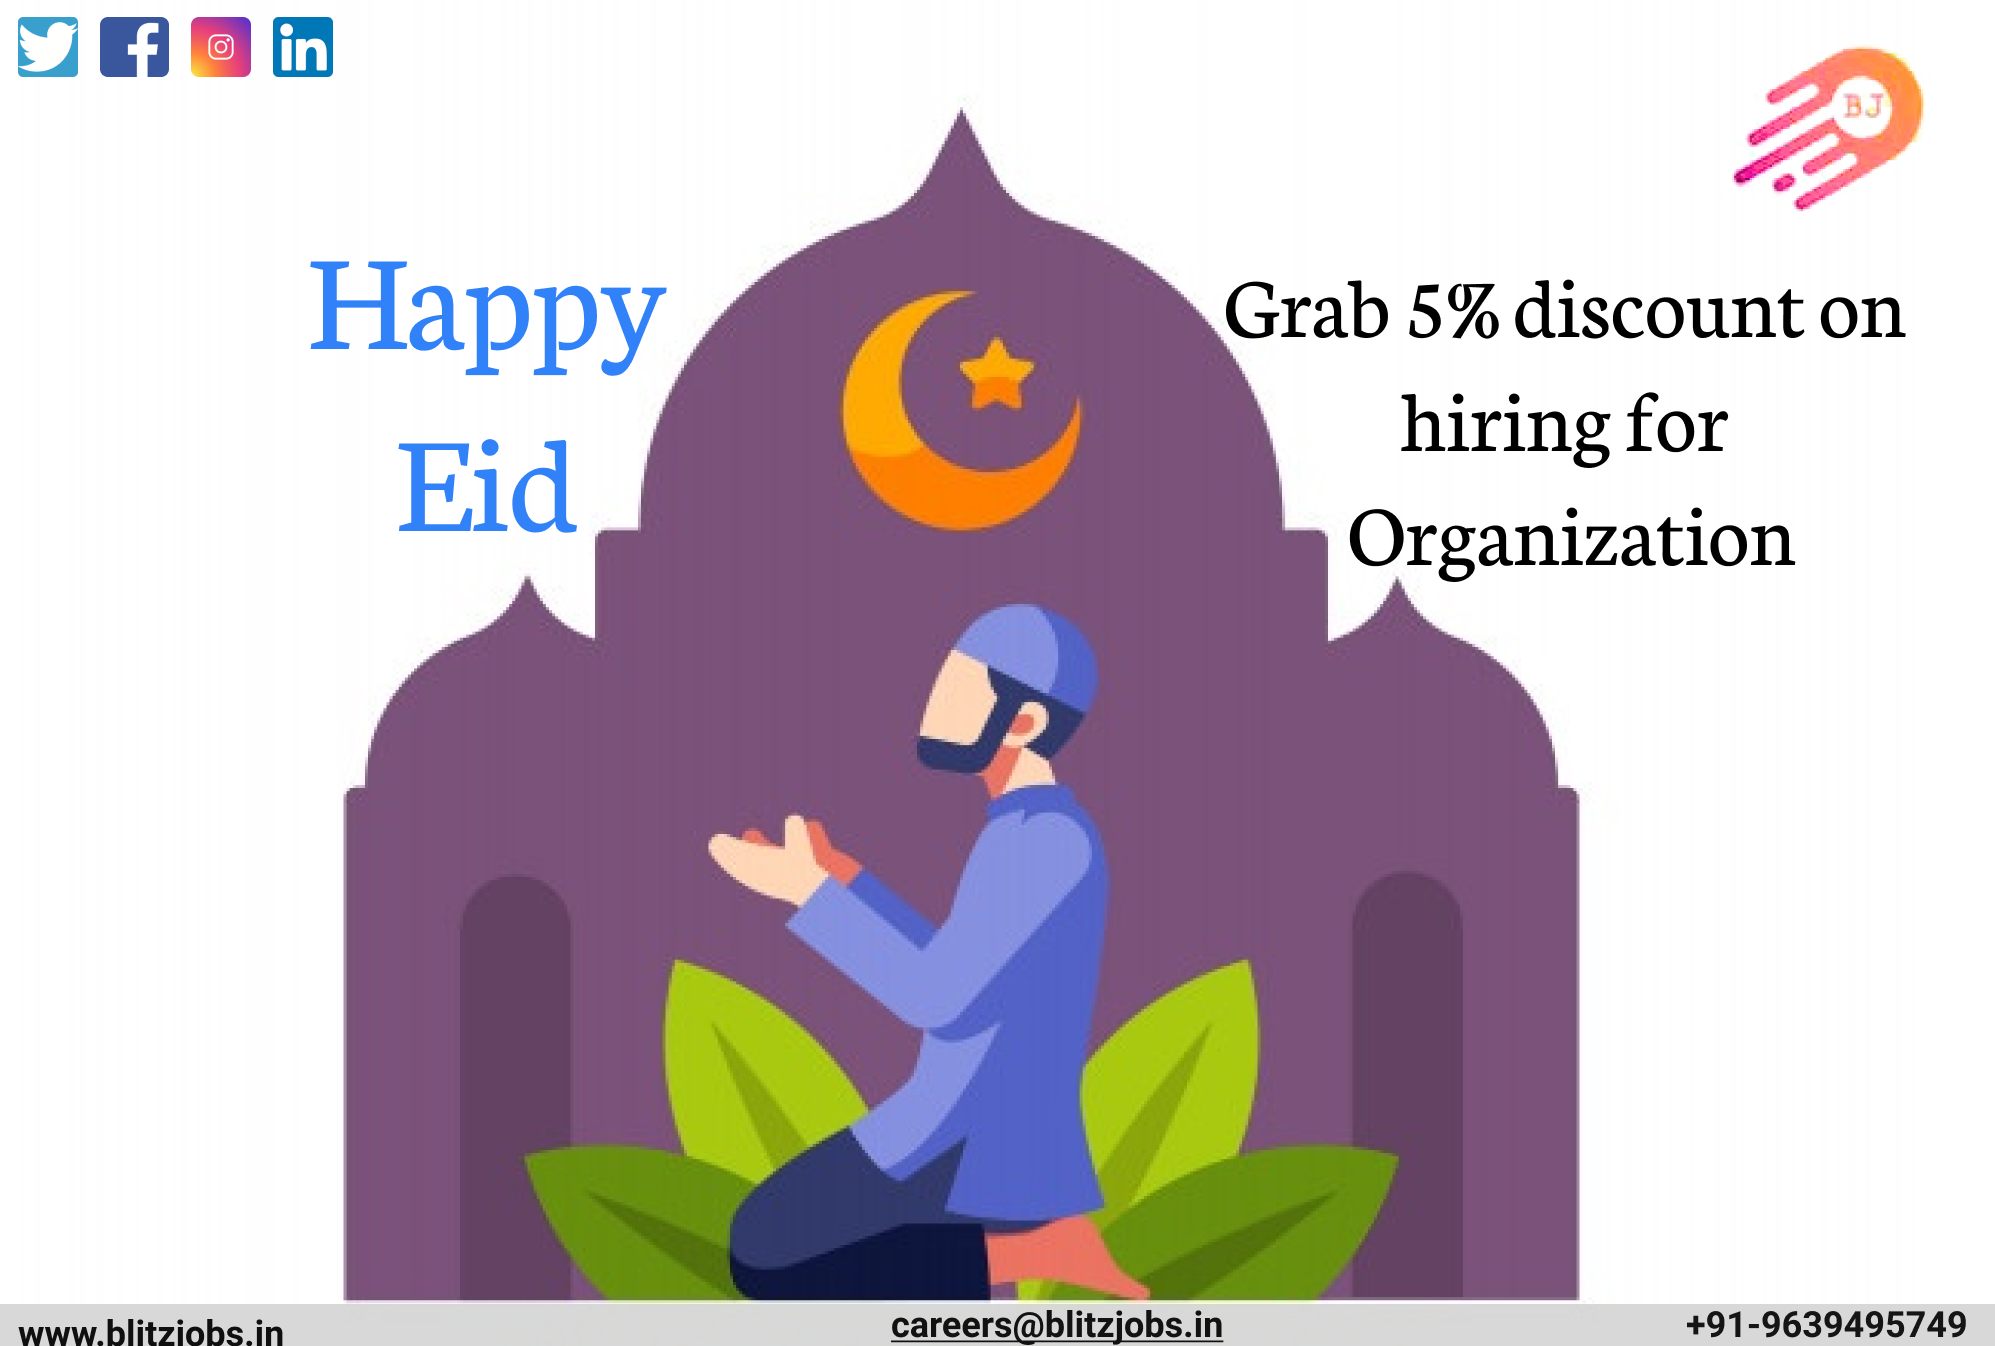 BJ
Happy
Eid
Grab 5% discount on
hiring for
Organization
www.blitzjobs.in
careers@blitzjobs.in
+91-9639495749